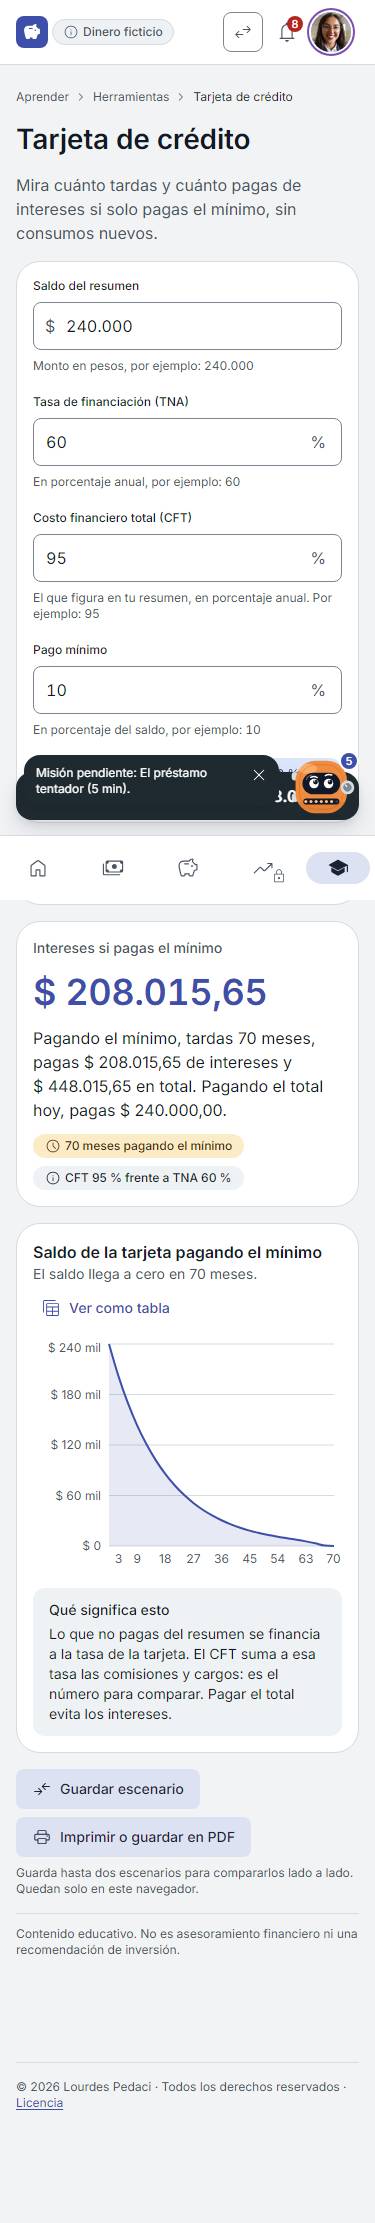 Dinero ficticio
8
Aprender > Herramientas > Tarjeta de crédito
Tarjeta de crédito
Mira cuánto tardas y cuánto pagas de
intereses si solo pagas el mínimo, sin
consumos nuevos.
Saldo del resumen
$ 240.000
Monto en pesos, por ejemplo: 240.000
Tasa de financiación (TNA)
60 %
En porcentaje anual, por ejemplo: 60
Costo financiero total (CFT)
95 %
El que figura en tu resumen, en porcentaje anual. Por
ejemplo: 95
Pago mínimo
10 %
En porcentaje del saldo, por ejemplo: 10
Misión pendiente: El préstamo
tentador (5 min).
5
Intereses si pagas el mínimo
$ 208.015,65
Pagando el mínimo, tardas 70 meses,
pagas $ 208.015,65 de intereses y
$ 448.015,65 en total. Pagando el total
hoy, pagas $ 240.000,00.
70 meses pagando el mínimo
CFT 95 % frente a TNA 60 %
Saldo de la tarjeta pagando el mínimo
El saldo llega a cero en 70 meses.
Ver como tabla
$ 240 mil
$ 180 mil
$ 120 mil
$ 60 mil
$ 0
3 9 18 27 36 45 54 63 70
Qué significa esto
Lo que no pagas del resumen se financia
a la tasa de la tarjeta. El CFT suma a esa
tasa las comisiones y cargos: es el
número para comparar. Pagar el total
evita los intereses.
Guardar escenario
Imprimir o guardar en PDF
Guarda hasta dos escenarios para compararlos lado a lado.
Quedan solo en este navegador.
Contenido educativo. No es asesoramiento financiero ni una
recomendación de inversión.
© 2026 Lourdes Pedaci · Todos los derechos reservados ·
Licencia